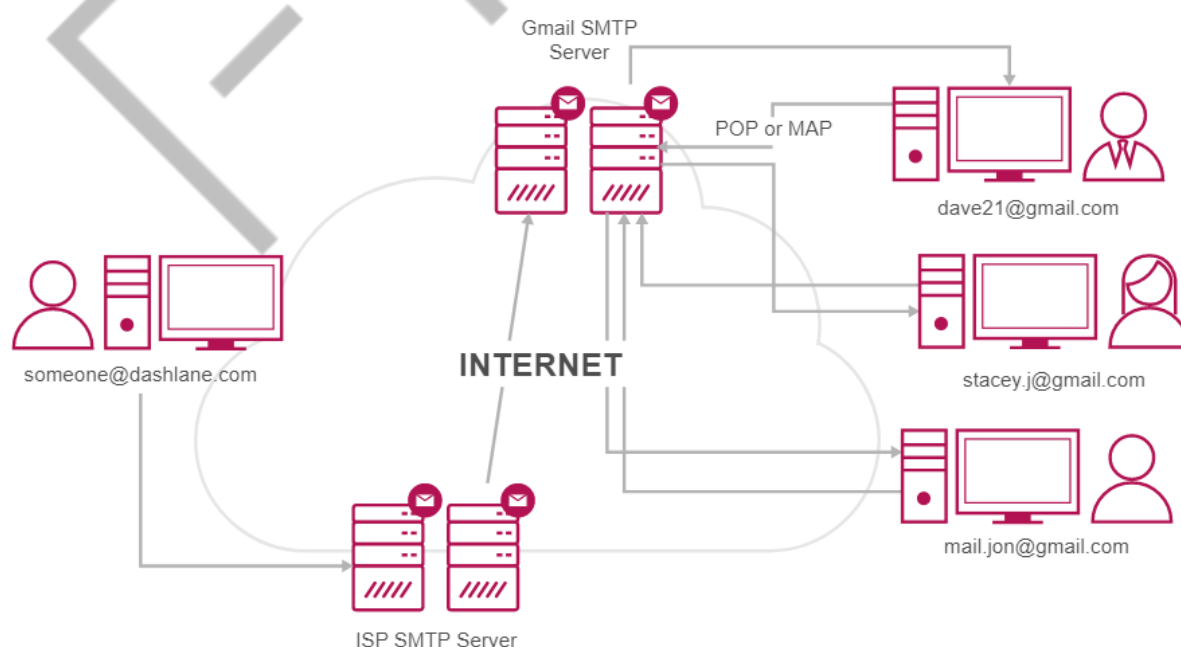 Gmail SMTP
Server
POP or MAP
dave21@gmail.com
someone@dashlane.com
INTERNET
stacey.j@gmail.com
mail.jon@gmail.com
ISP SMTP Server